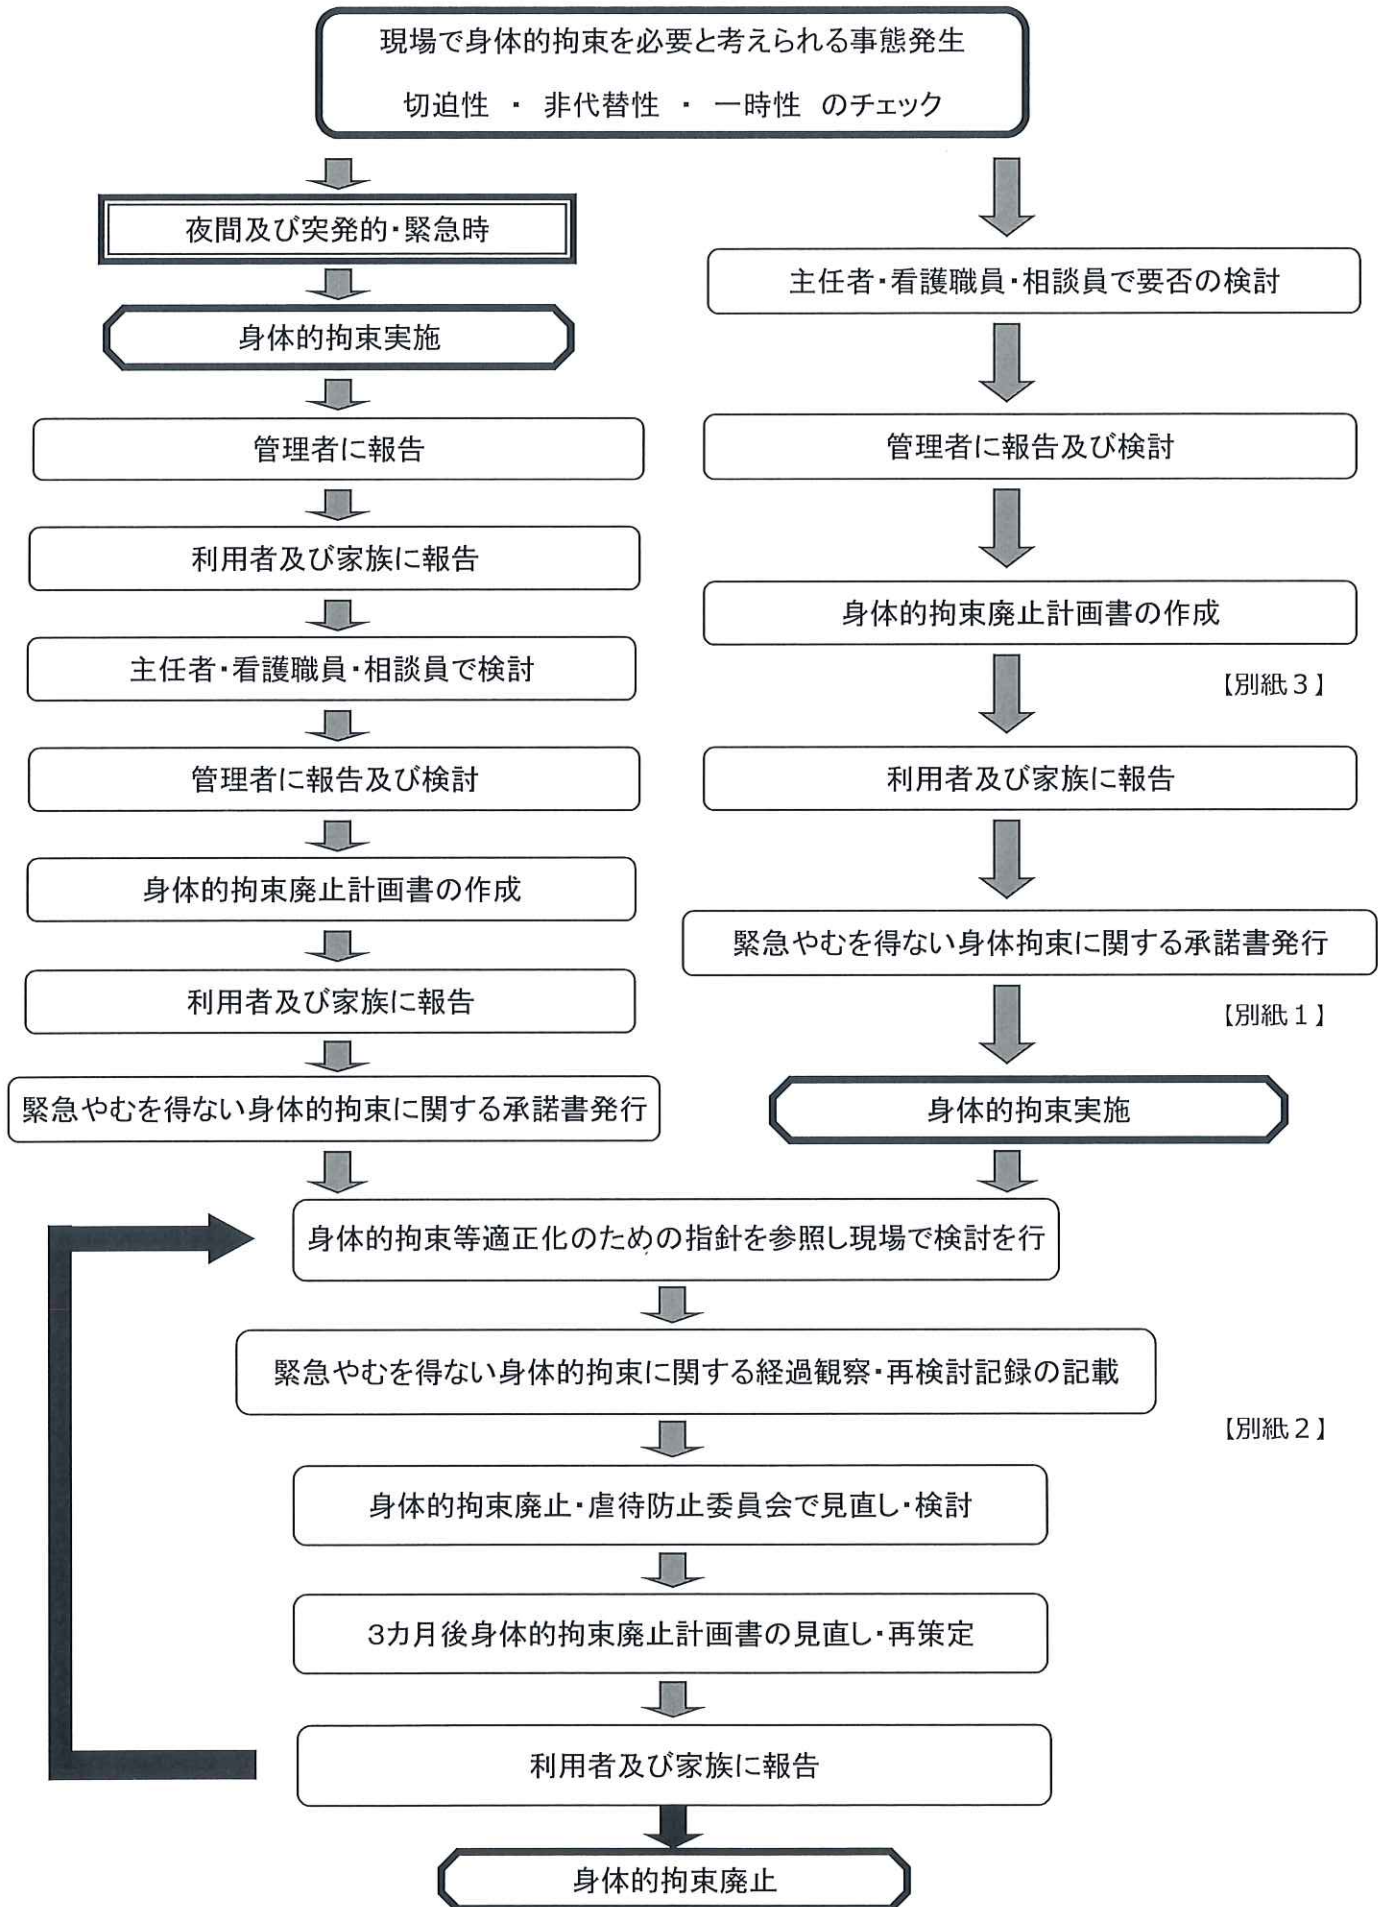 現場で身体的拘束を必要と考えられる事態発生
切迫性 ・ 非代替性 ・ 一時性 のチェック
夜間及び突発的・緊急時
身体的拘束実施
管理者に報告
利用者及び家族に報告
主任者・看護職員・相談員で検討
管理者に報告及び検討
身体的拘束廃止計画書の作成
利用者及び家族に報告
緊急やむを得ない身体的拘束に関する承諾書発行
主任者・看護職員・相談員で要否の検討
管理者に報告及び検討
身体的拘束廃止計画書の作成
【別紙3】
利用者及び家族に報告
緊急やむを得ない身体拘束に関する承諾書発行
【別紙1】
身体的拘束実施
身体的拘束等適正化のための指針を参照し現場で検討を行
緊急やむを得ない身体的拘束に関する経過観察・再検討記録の記載
【別紙2】
身体的拘束廃止・虐待防止委員会で見直し・検討
3カ月後身体的拘束廃止計画書の見直し・再策定
利用者及び家族に報告
身体的拘束廃止